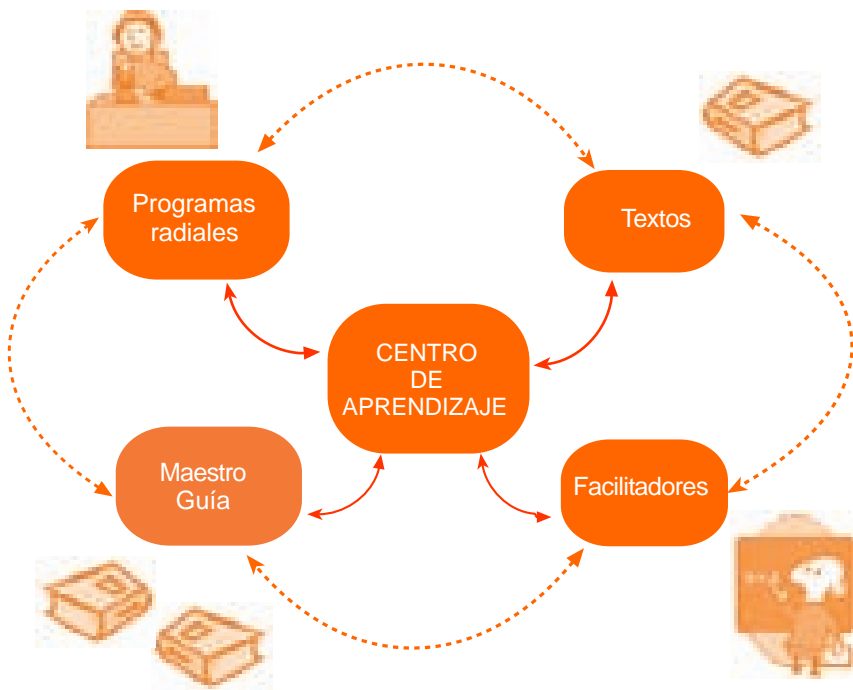 Programas
radiales
Textos
CENTRO
DE
APRENDIZAJE
Maestro
Guía
Facilitadores